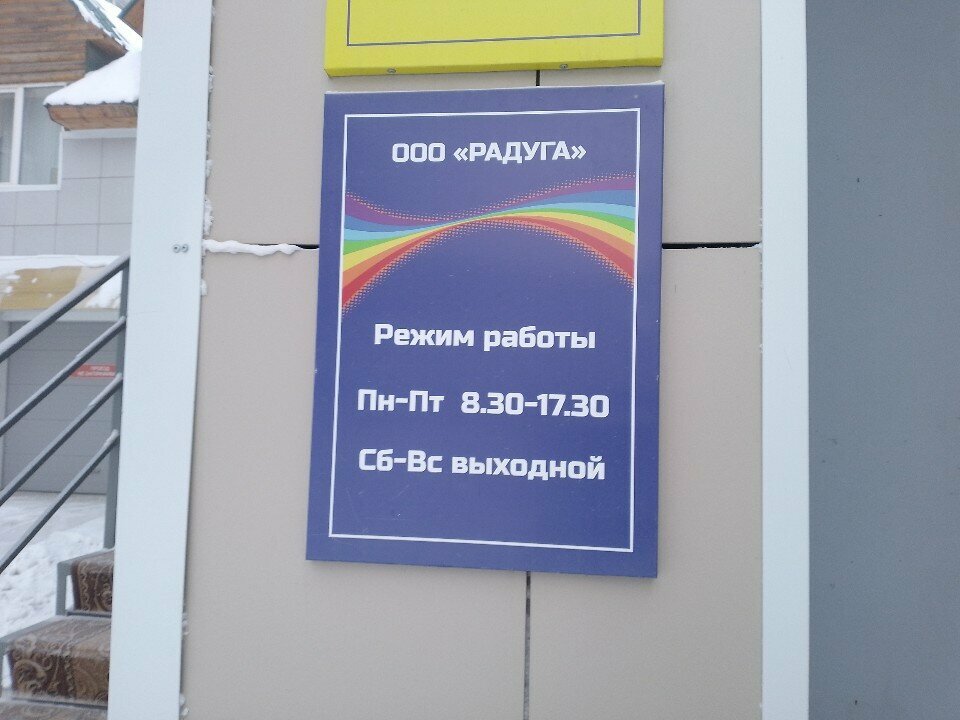 ООО «РАДУГА»
Режим работы
Пн-Пт 8.30-17.30
Сб-Вс выходной